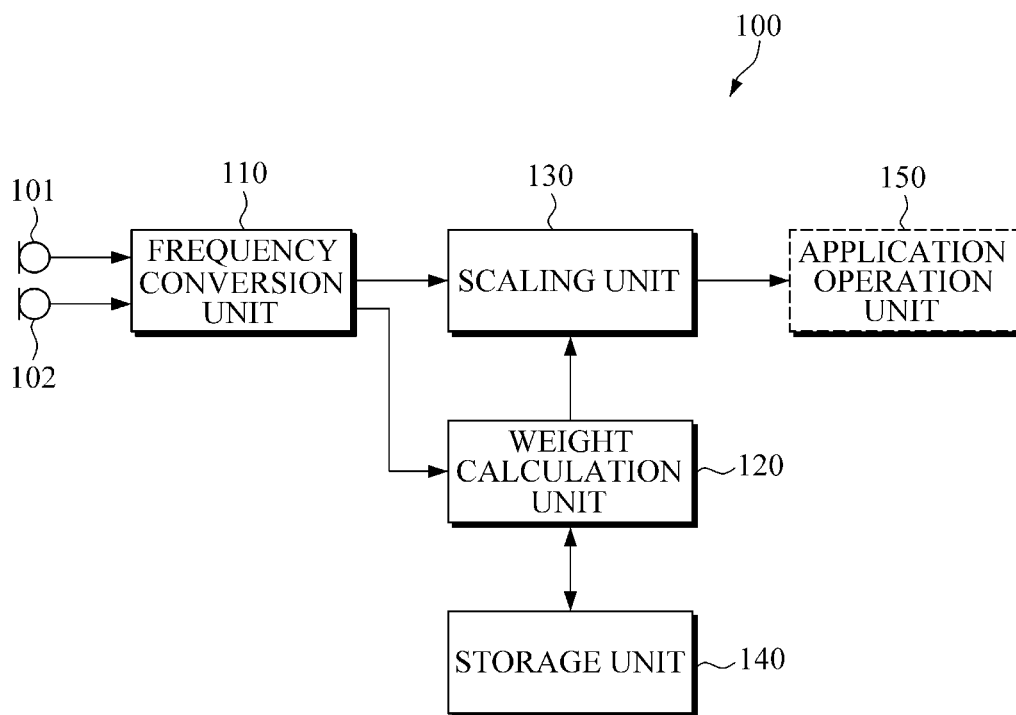 100
101
110
130
150
FREQUENCY
CONVERSION
UNIT
SCALING UNIT
APPLICATION
OPERATION
UNIT
102
WEIGHT
CALCULATION
UNIT
120
STORAGE UNIT
140